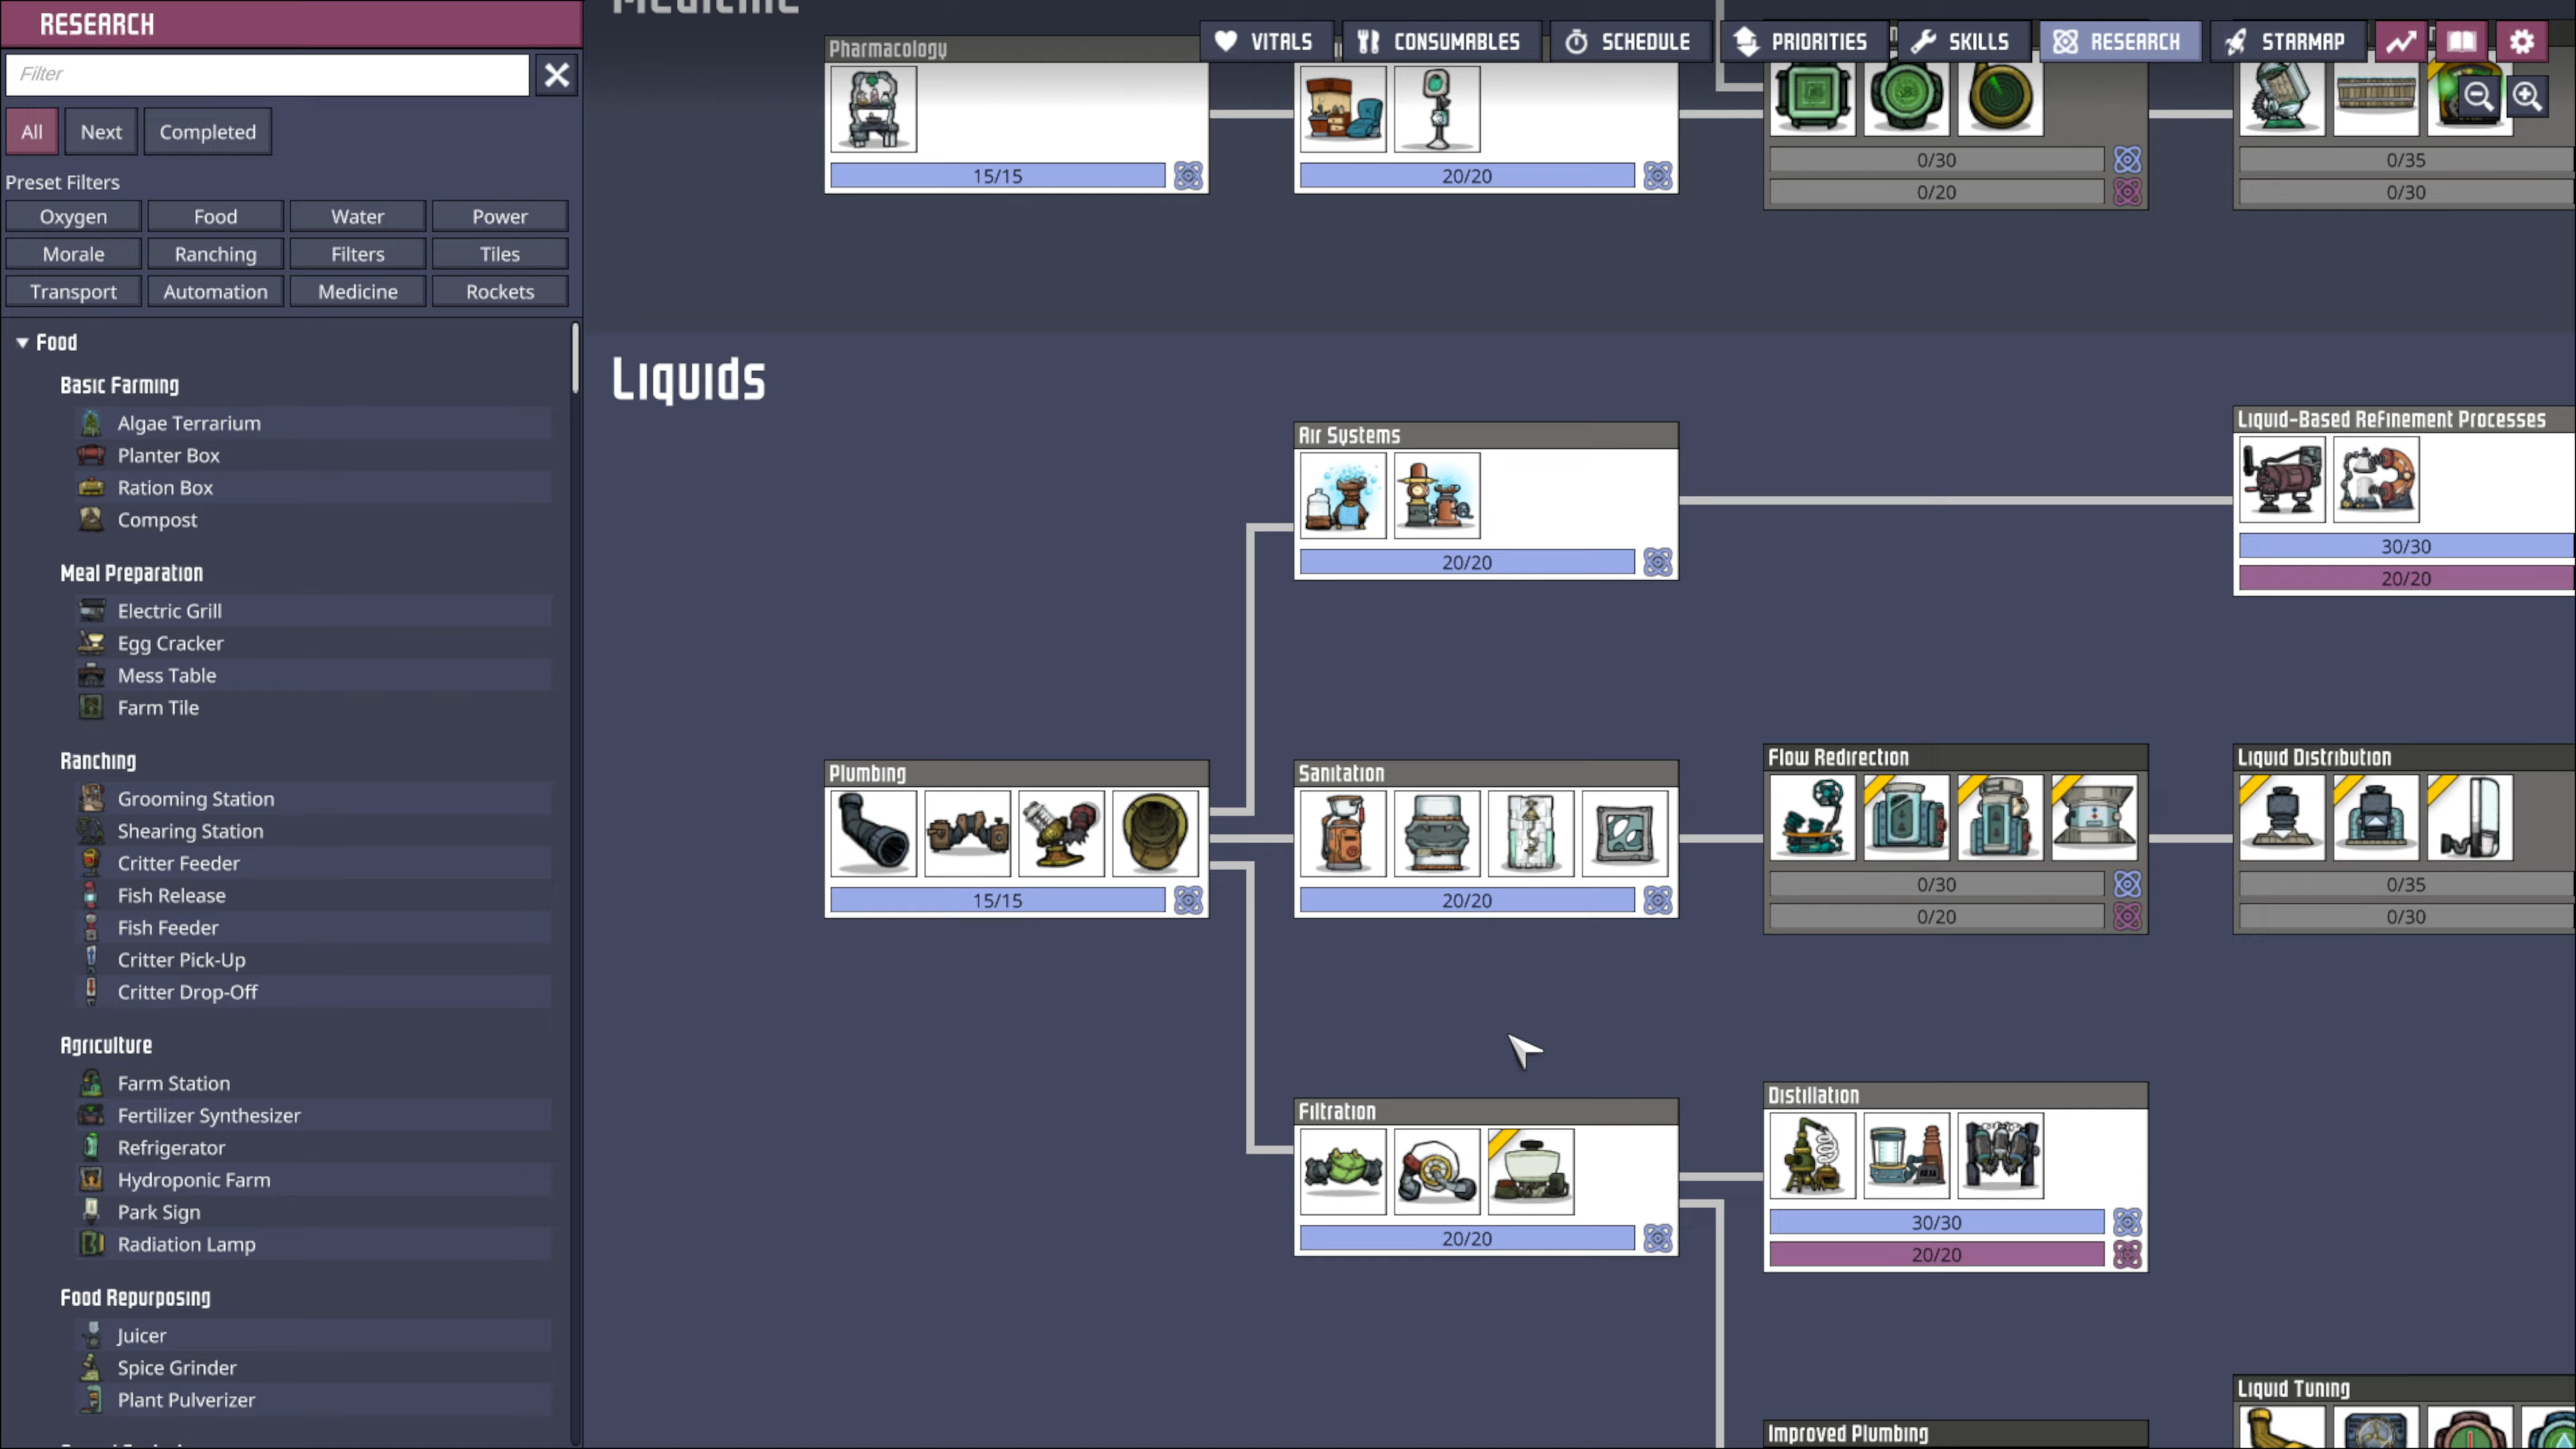 RESEARCH
Filter
All
Next
Completed
Preset Filters
Oxygen
Food
Water
Power
Morale
Ranching
Filters
Tiles
Transport
Automation
Medicine
Rockets
Food
Basic Farming
Algae Terrarium
Planter Box
Ration Box
Compost
Meal Preparation
Electric Grill
Egg Cracker
Mess Table
Farm Tile
Ranching
Grooming Station
Shearing Station
Critter Feeder
Fish Release
Fish Feeder
Critter Pick-Up
Critter Drop-Off
Agriculture
Farm Station
Fertilizer Synthesizer
Refrigerator
Hydroponic Farm
Park Sign
Radiation Lamp
Food Repurposing
Juicer
Spice Grinder
Plant Pulverizer
VITALS
CONSUMABLES
SCHEDULE
PRIORITIES
SKILLS
RESEARCH
STARMAP
Medicine
Pharmacology
15/15
20/20
0/30
0/20
0/35
0/30
Liquids
Air Systems
20/20
Liquid-Based Refinement Processes
30/30
20/20
Plumbing
15/15
Sanitation
20/20
Flow Redirection
0/30
0/20
Liquid Distribution
0/35
0/30
Filtration
20/20
Distillation
30/30
20/20
Improved Plumbing
Liquid Tuning